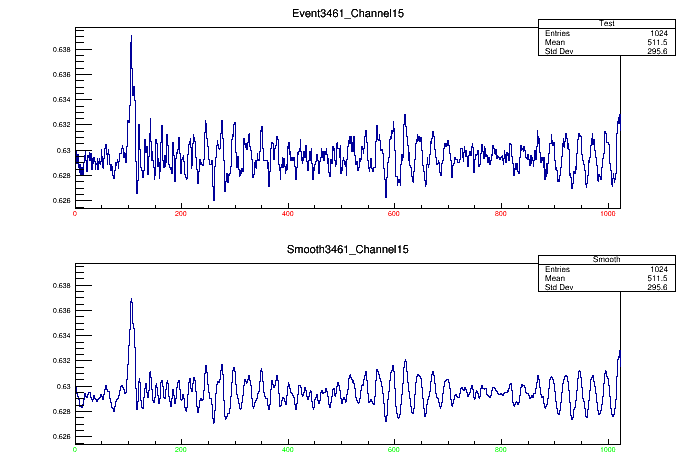 Event3461_Channel15
Test
Entries 1024
Mean 511.5
Std Dev 295.6
0.638
0.636
0.634
0.632
0.63
0.628
0.626
0 200 400 600 800 1000
Smooth3461_Channel15
Smooth
Entries 1024
Mean 511.5
Std Dev 295.6
0.638
0.636
0.634
0.632
0.63
0.628
0.626
0 200 400 600 800 1000